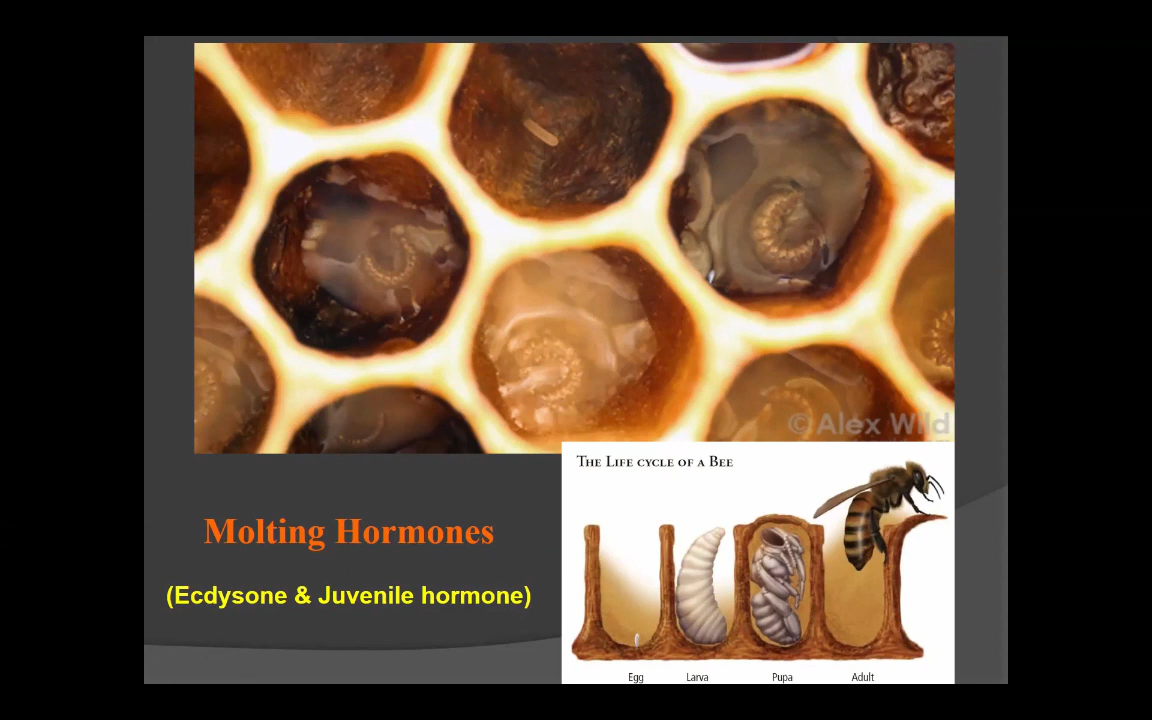 © Alex Wild
THE LIFE CYCLE OF A BEE
Molting Hormones
(Ecdysone & Juvenile hormone)
Egg Larva Pupa Adult